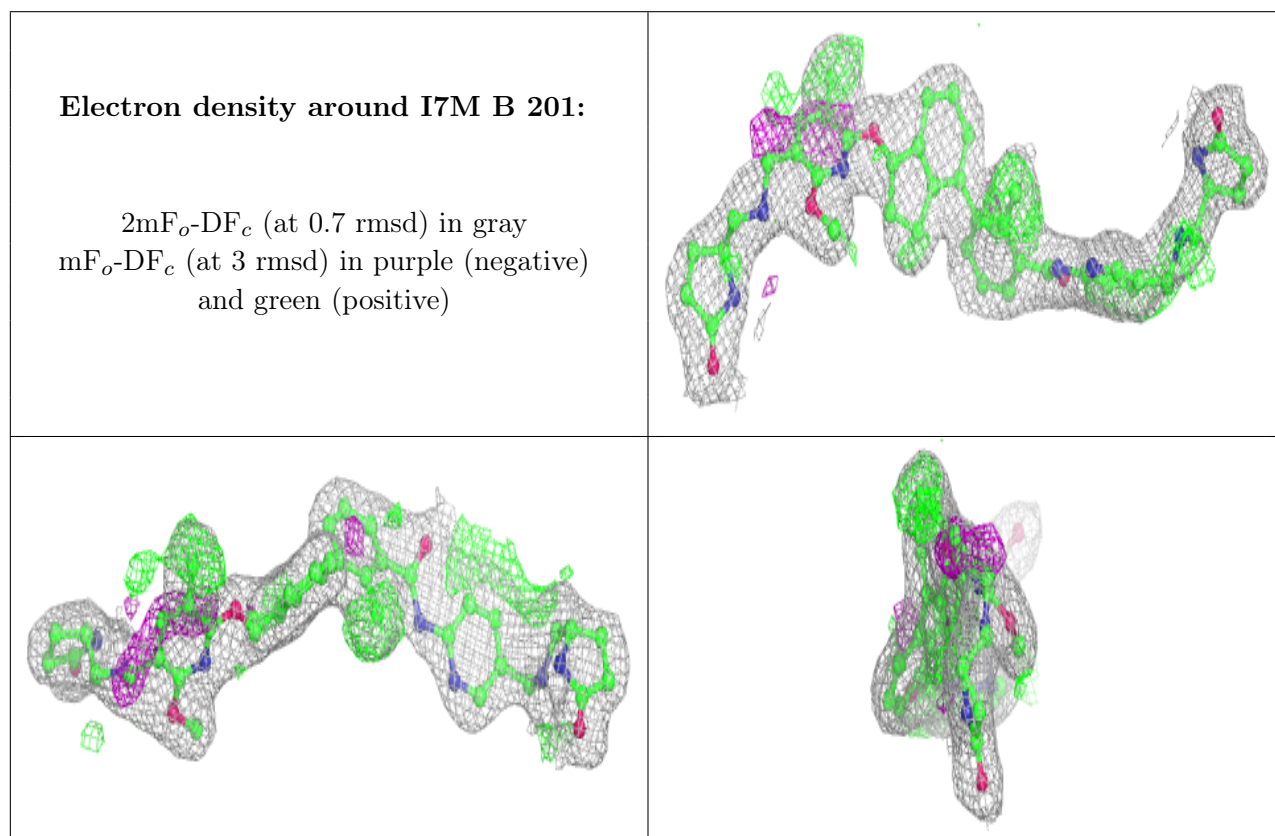 Electron density around I7M B 201:
2mFo-DFc (at 0.7 rmsd) in gray
mFo-DFc (at 3 rmsd) in purple (negative)
and green (positive)